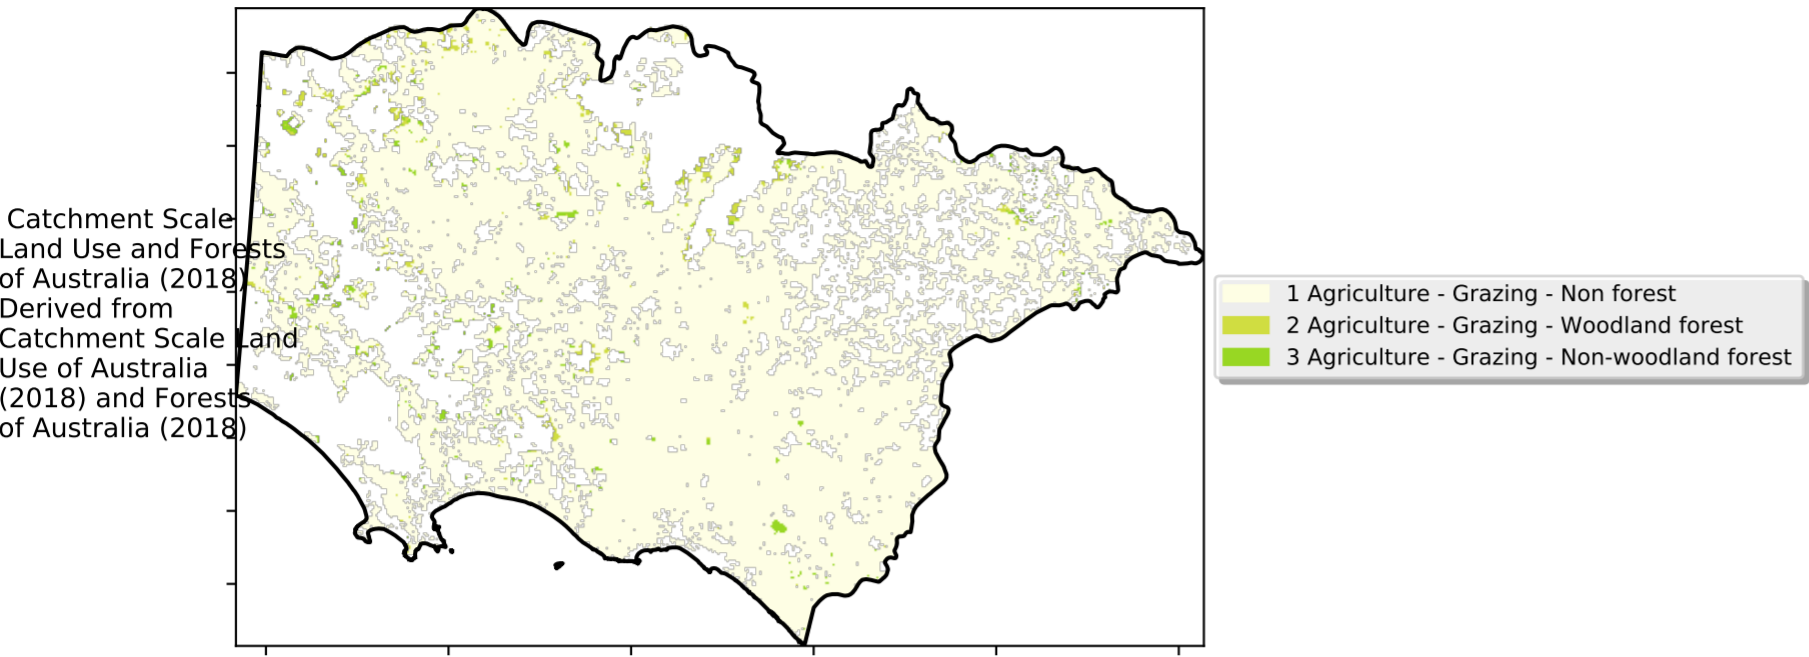 Catchment Scale
Land Use and Forests
of Australia (2018)
Derived from
Catchment Scale Land
Use of Australia
(2018) and Forests
of Australia (2018)
1 Agriculture - Grazing - Non forest
2 Agriculture - Grazing - Woodland forest
3 Agriculture - Grazing - Non-woodland forest